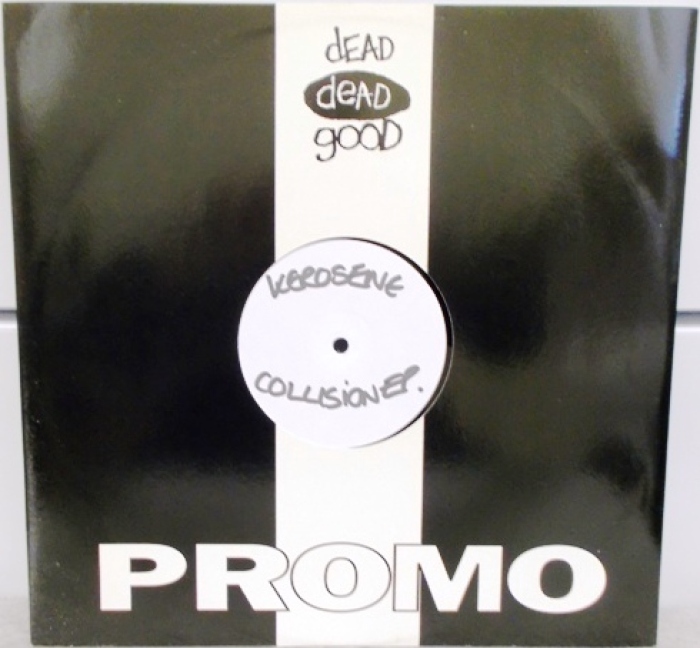 dEAD
deAD
gooD
KEROSENE
COLLISION EP.
PROMO